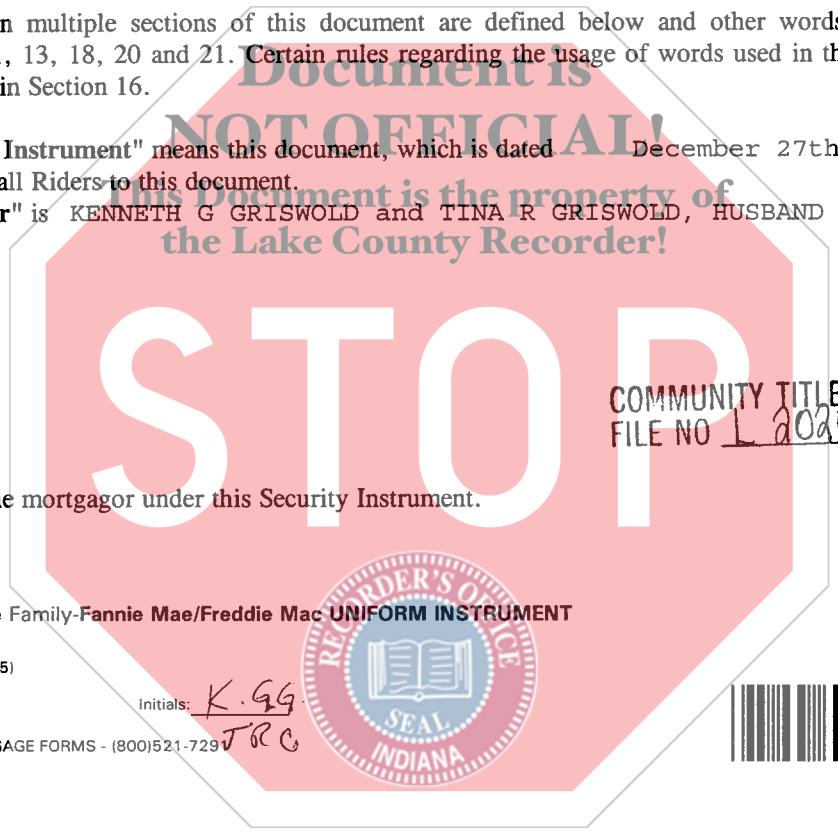 n multiple sections of this document are defined below and other words
, 13, 18, 20 and 21. Certain rules regarding the usage of words used in th
in Section 16.
Document is
NOT OFFICIAL!
This Document is the property of
the Lake County Recorder!
Instrument" means this document, which is dated December 27th
all Riders to this document.
r" is KENNETH G GRISWOLD and TINA R GRISWOLD, HUSBAND
STOP
COMMUNITY TITLE
FILE NO L 202
e mortgagor under this Security Instrument.
e Family-Fannie Mae/Freddie Mac UNIFORM INSTRUMENT
5)
Initials: K.GG
TRG
GAGE FORMS - (800)521-7291
RECORDER'S OFFICE
SEAL
INDIANA